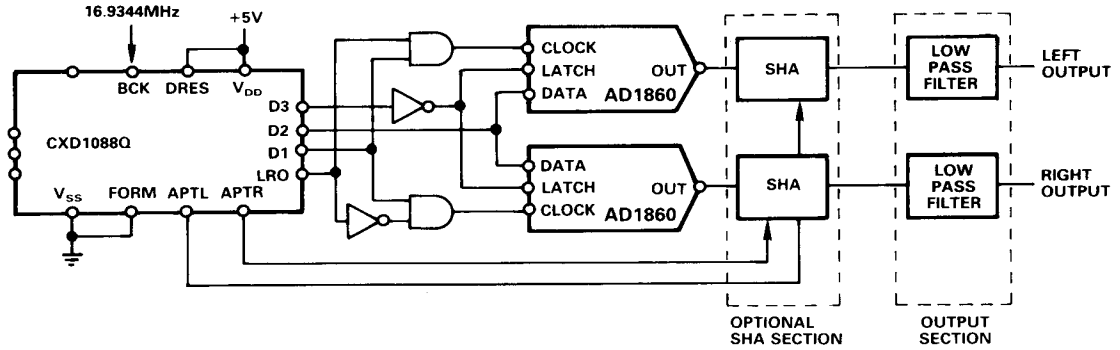 16.9344MHz
+5V
BCK
DRES
VDD
CXD1088Q
D3
D2
D1
LRO
VSS
FORM
APTL
APTR
CLOCK
LATCH
DATA
OUT
AD1860
DATA
LATCH
CLOCK
OUT
AD1860
SHA
SHA
LOW
PASS
FILTER
LOW
PASS
FILTER
LEFT
OUTPUT
RIGHT
OUTPUT
OPTIONAL
SHA SECTION
OUTPUT
SECTION